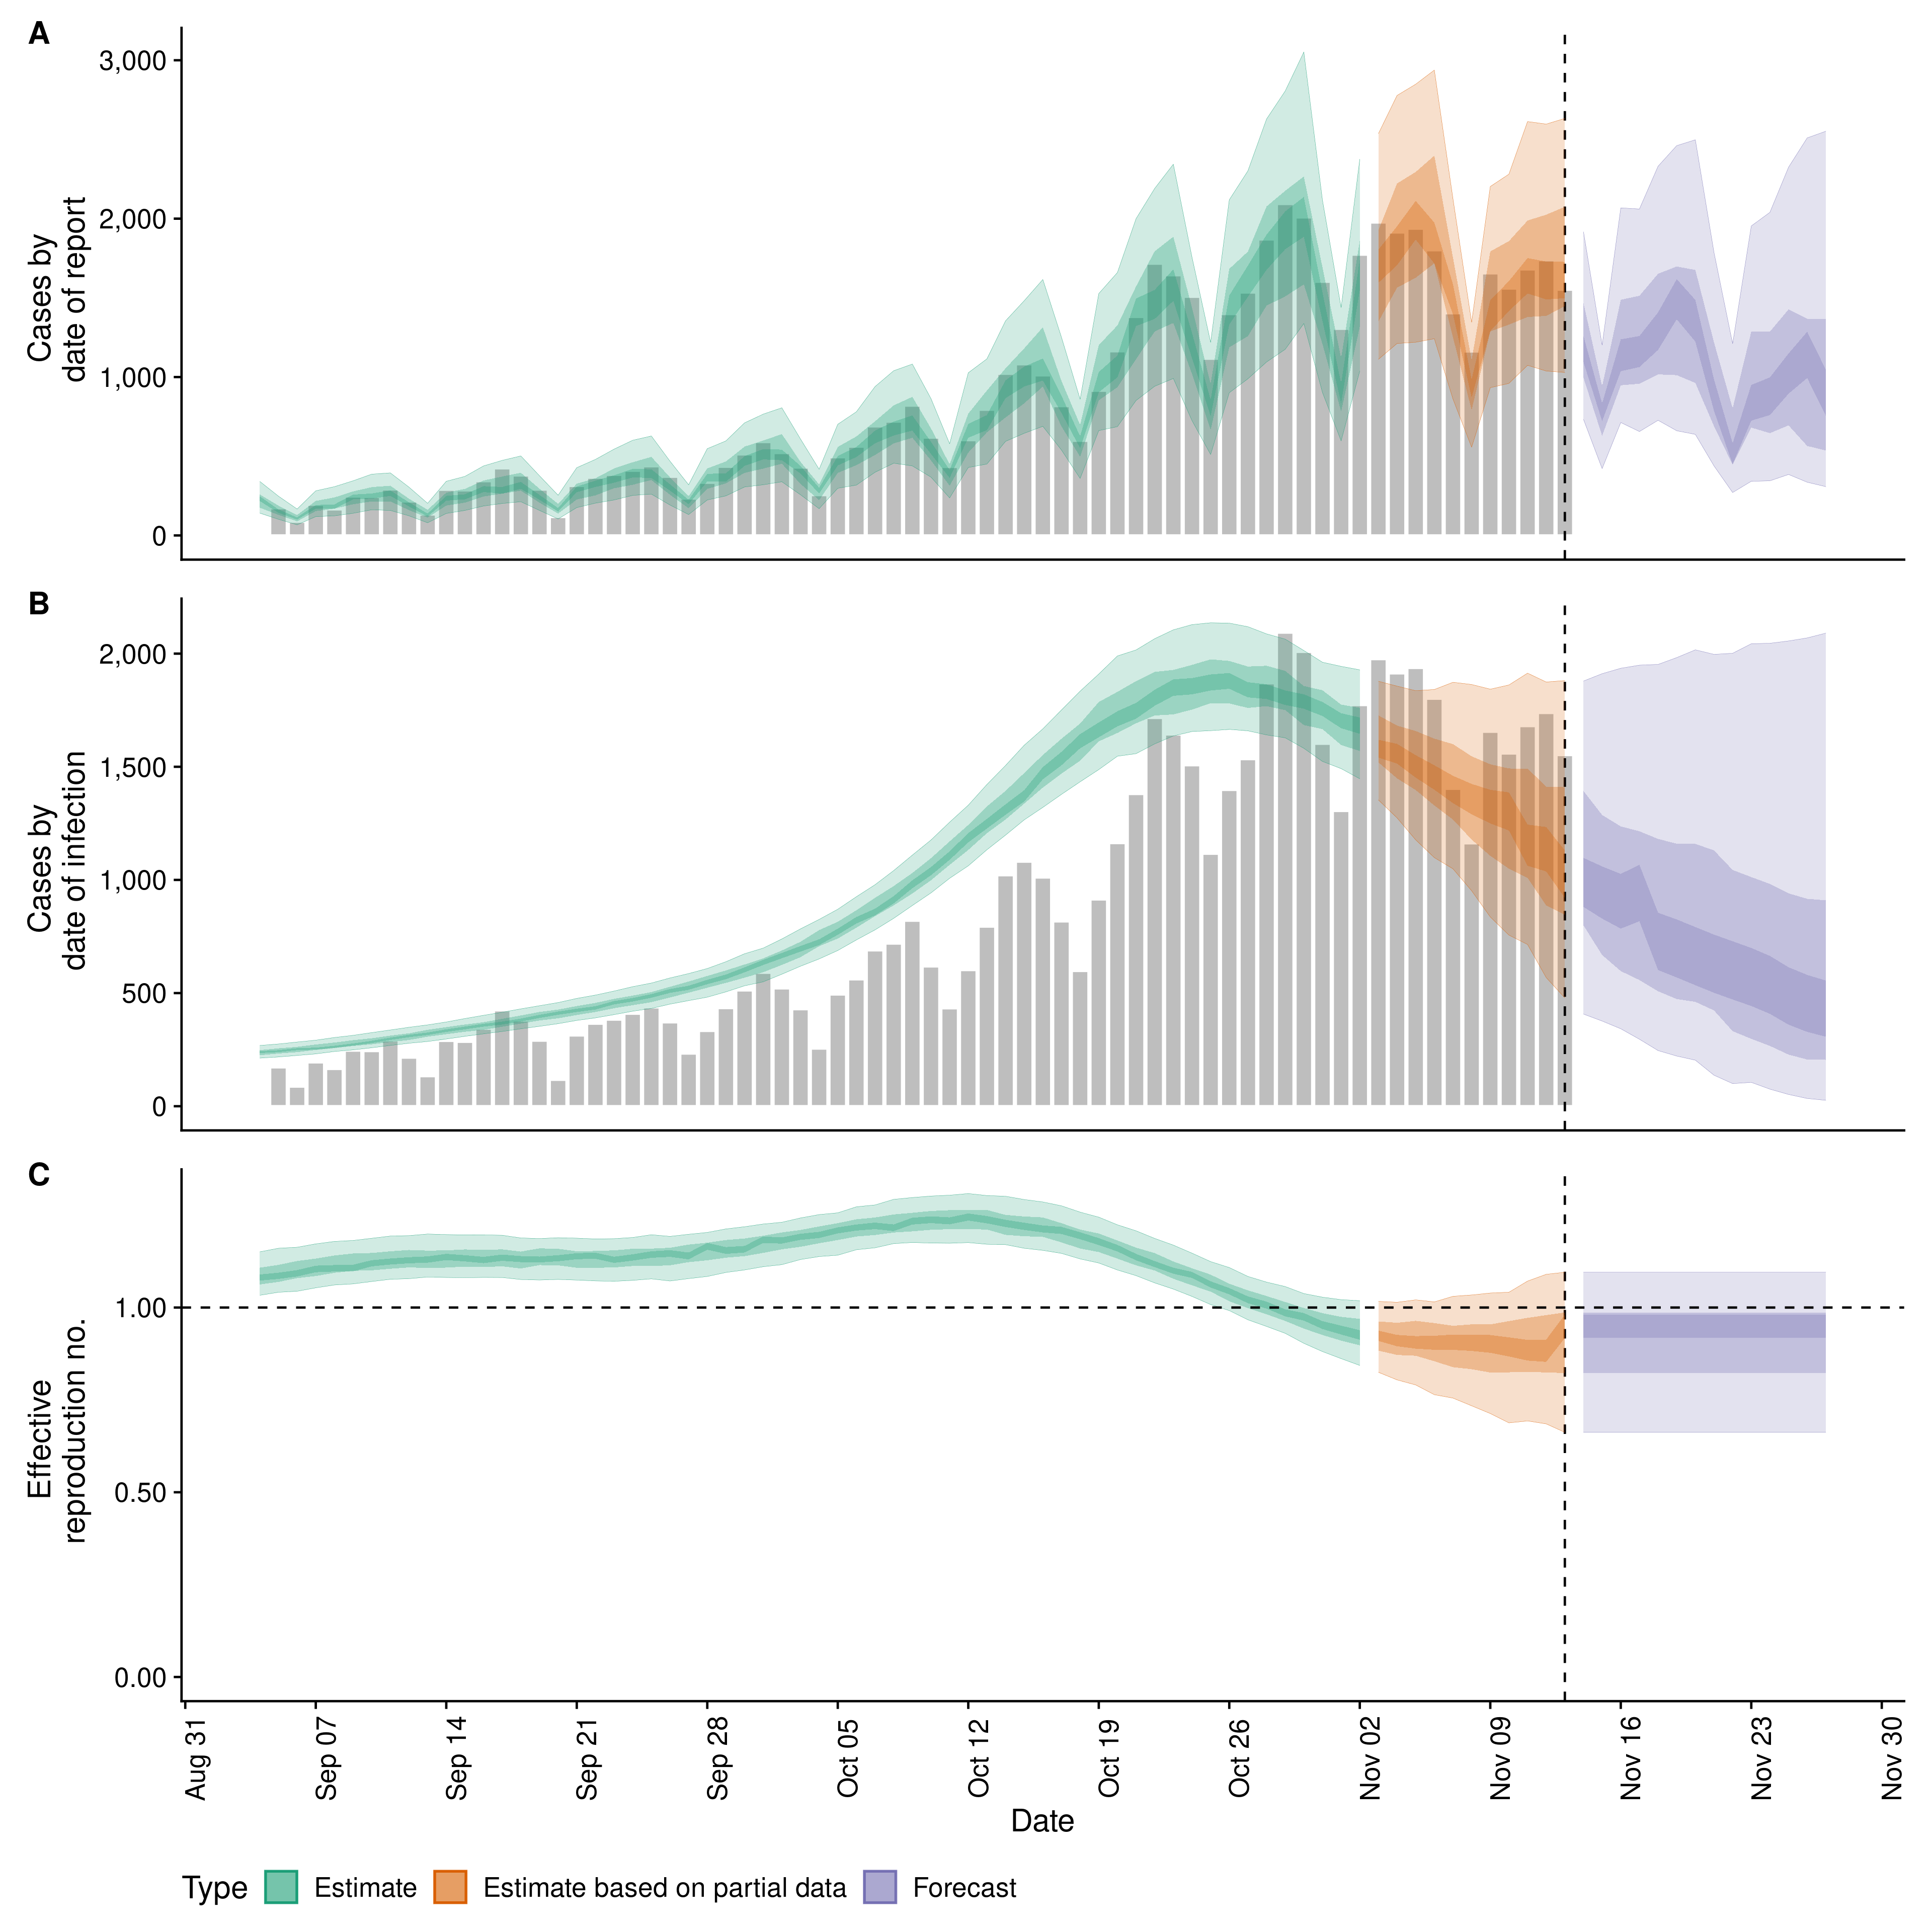 A
3,000
2,000
1,000
0
Cases by
date of report
B
2,000
1,500
1,000
500
0
Cases by
date of infection
C
1.00
0.50
0.00
Effective
reproduction no.
Aug 31
Sep 07
Sep 14
Sep 21
Sep 28
Oct 05
Oct 12
Oct 19
Oct 26
Nov 02
Nov 09
Nov 16
Nov 23
Nov 30
Date
Type Estimate Estimate based on partial data Forecast